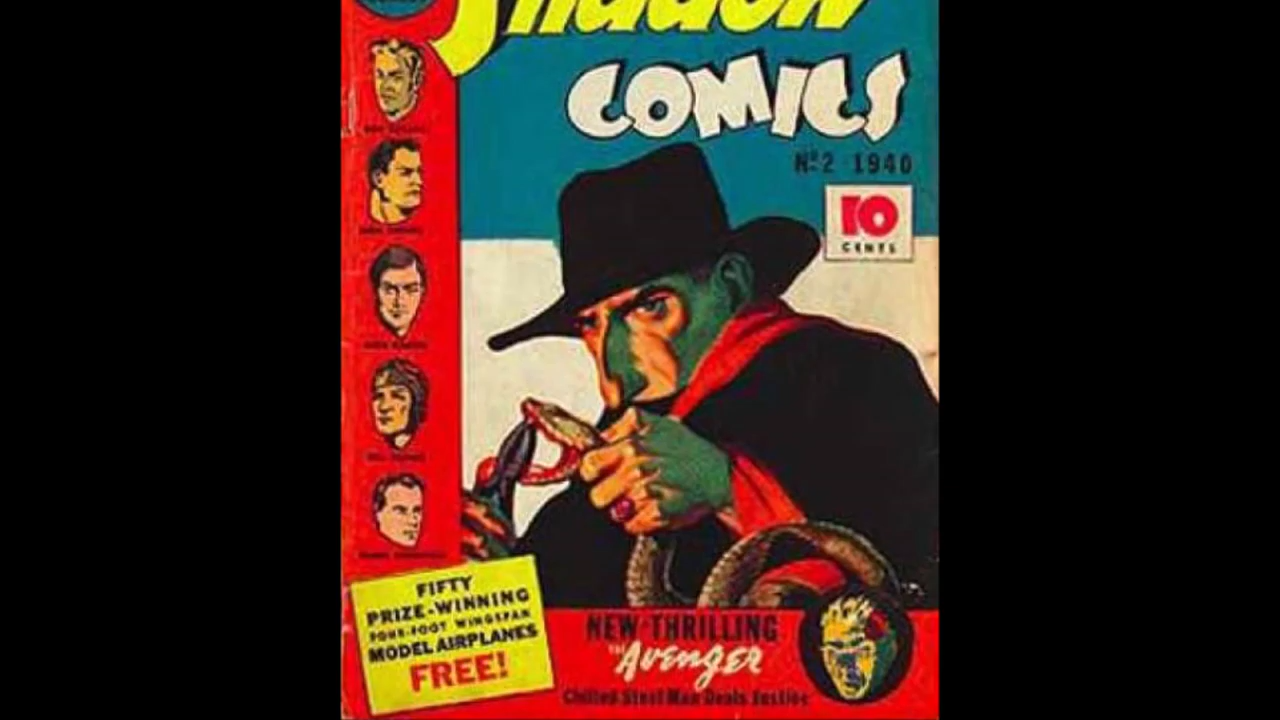 Shadow
COMICS
Nº 2 1940
10
CENTS
FIFTY
PRIZE-WINNING
FOUR-FOOT WINGSPAN
MODEL AIRPLANES
FREE!
NEW-THRILLING
THE Avenger
Chilled Steel Man Deals Justice